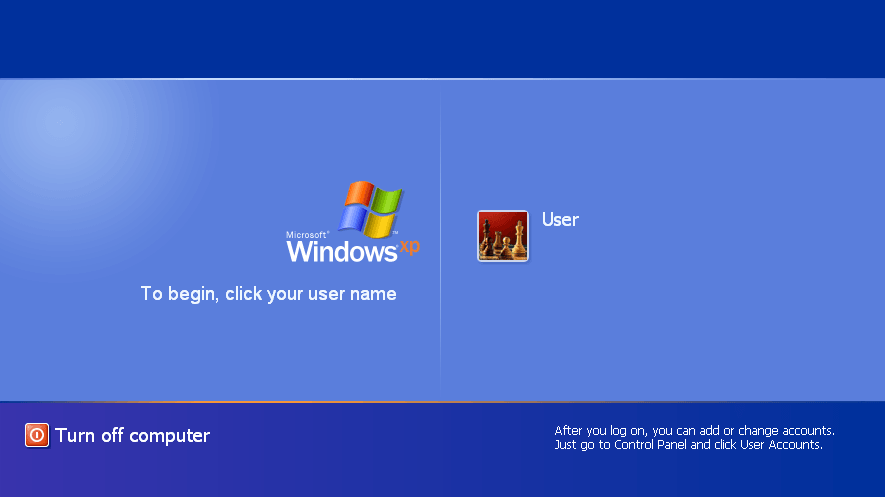 Microsoft®
Windows xp™
To begin, click your user name
User
Turn off computer
After you log on, you can add or change accounts.
Just go to Control Panel and click User Accounts.